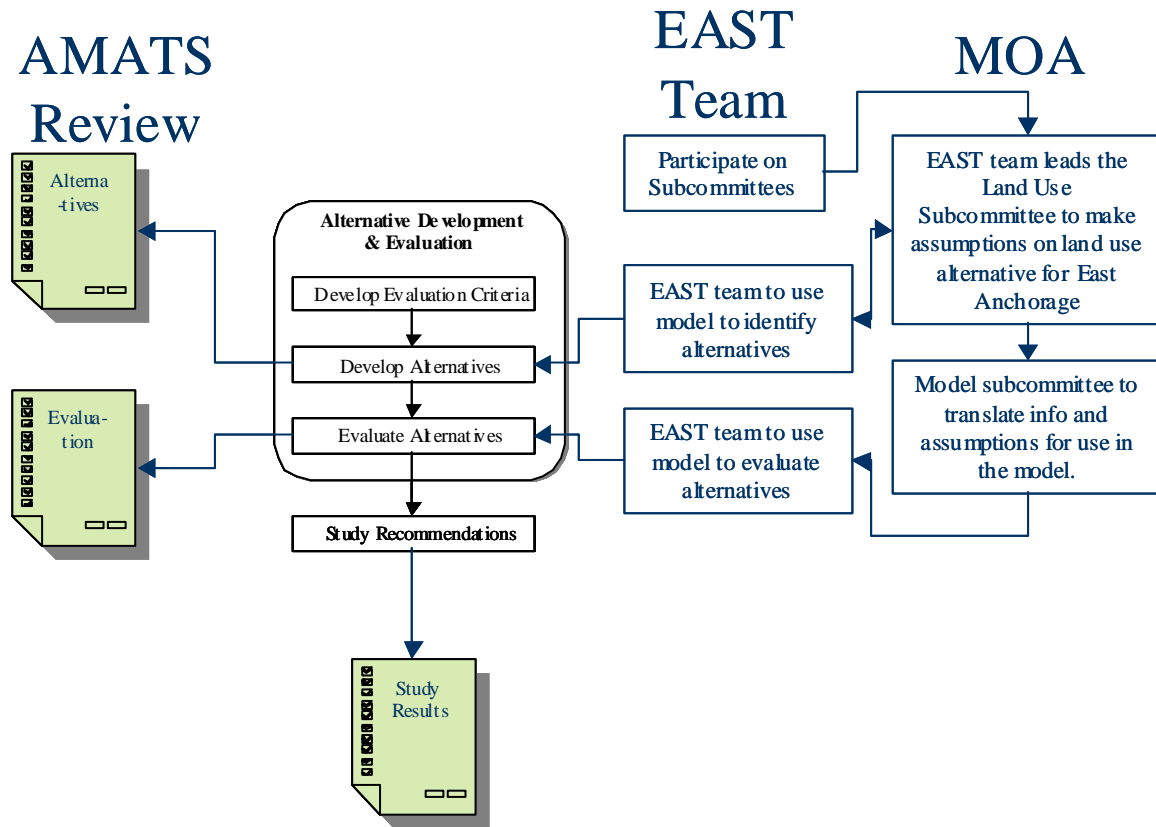 AMATS
Review
EAST
Team
MOA
Alterna
-tives
Evalua-
tion
Alternative Development
& Evaluation
Develop Evaluation Criteria
Develop Alternatives
Evaluate Alternatives
Study Recommendations
Study
Results
Participate on
Subcommittees
EAST team to use
model to identify
alternatives
EAST team to use
model to evaluate
alternatives
EAST team leads the
Land Use
Subcommittee to make
assumptions on land use
alternative for East
Anchorage
Model subcommittee to
translate info and
assumptions for use in
the model.